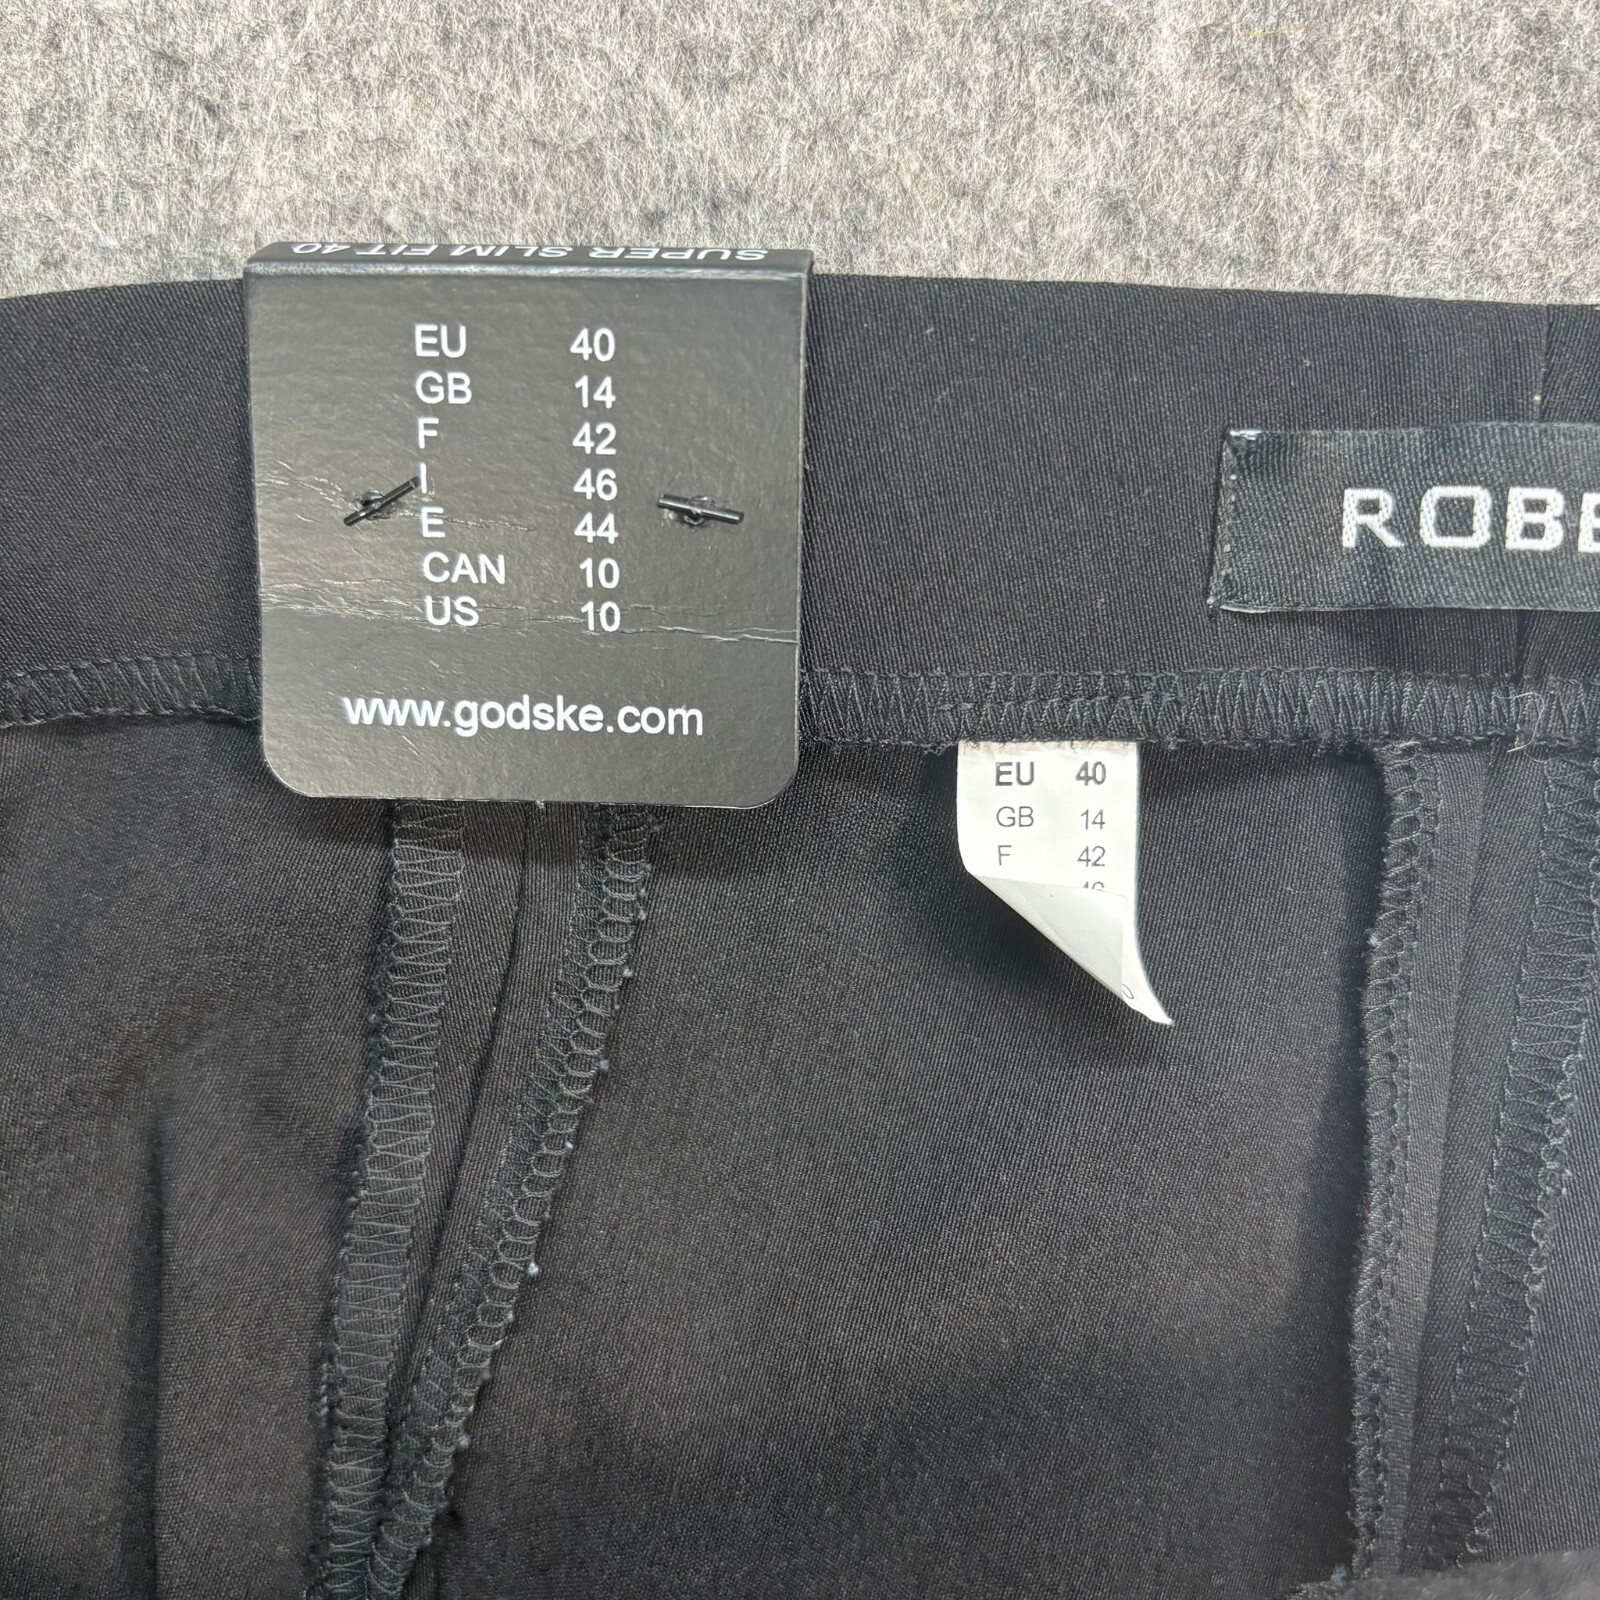 SUPER SLIM FIT 40
EU 40
GB 14
F 42
I 46
E 44
CAN 10
US 10
www.godske.com
ROBE
EU 40
GB 14
F 42